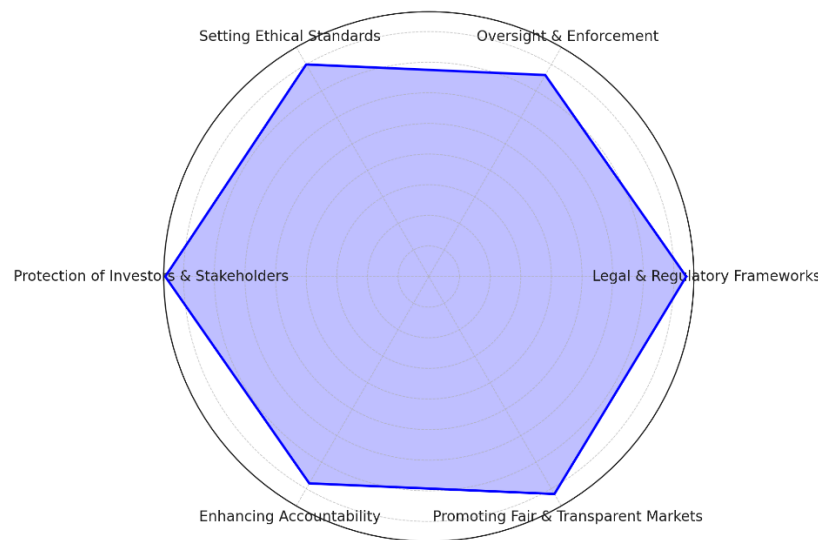 Setting Ethical Standards
Oversight & Enforcement
Protection of Investors & Stakeholders
Legal & Regulatory Frameworks
Enhancing Accountability
Promoting Fair & Transparent Markets